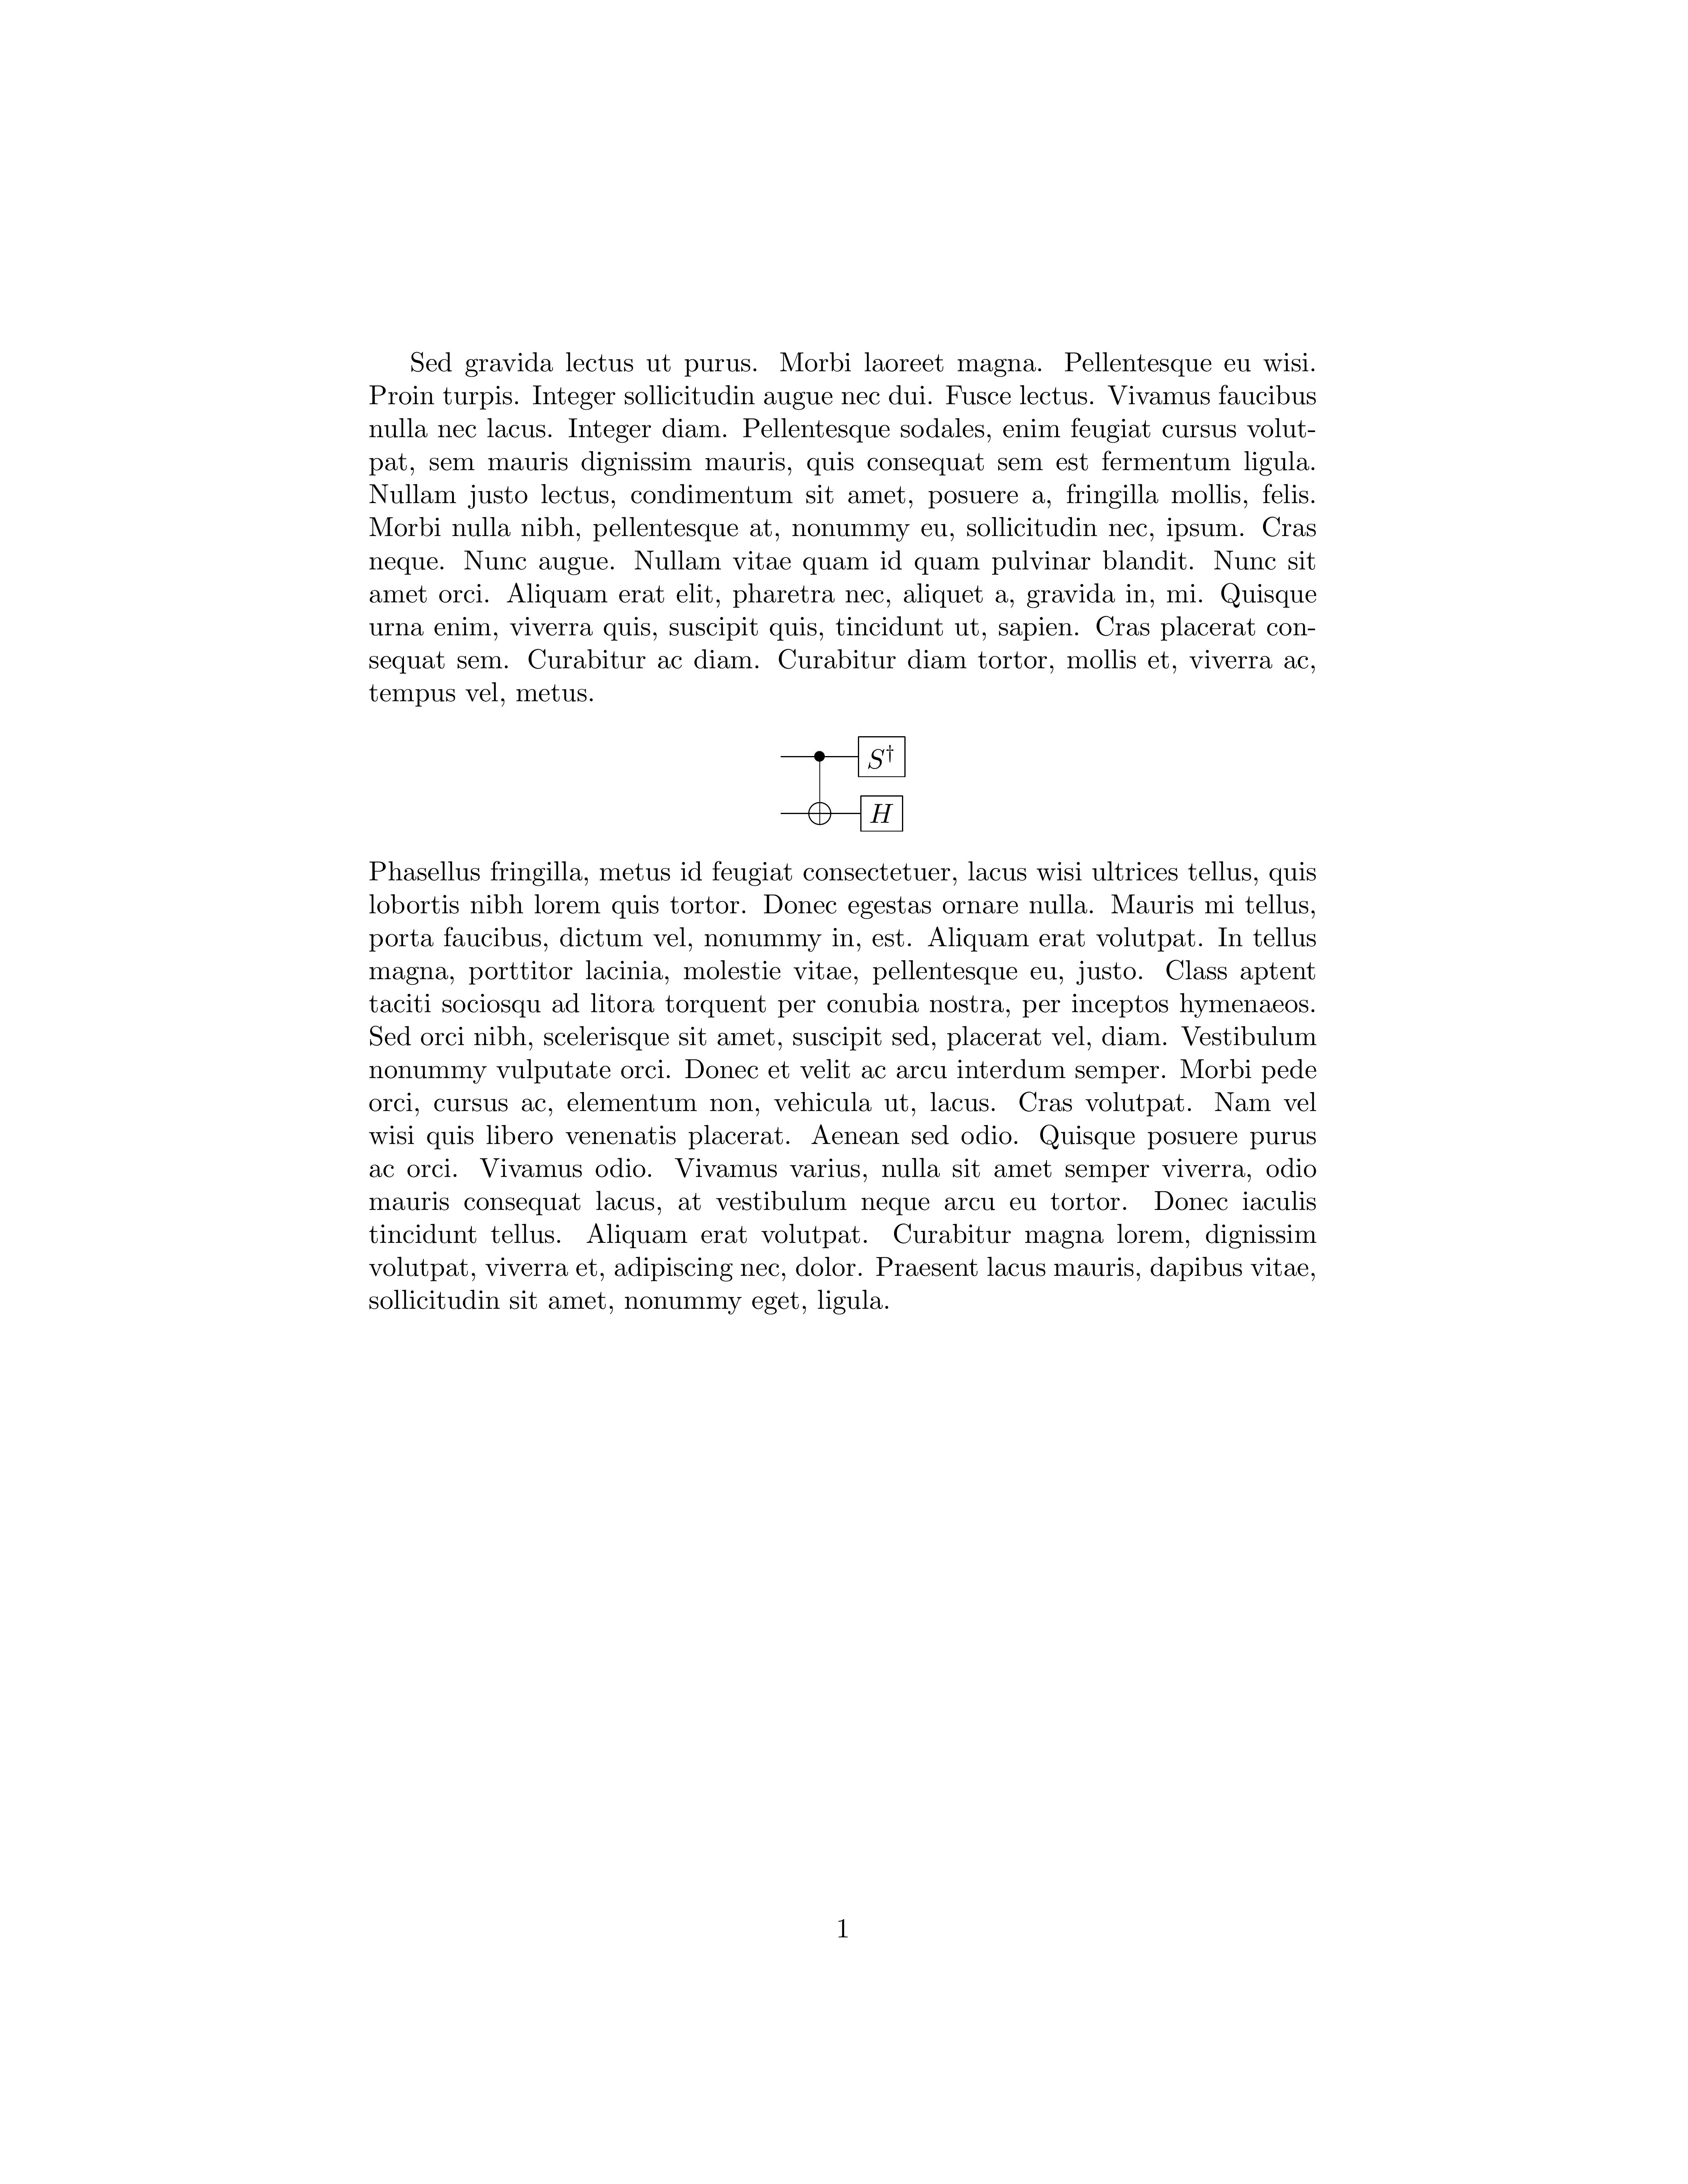 Sed gravida lectus ut purus. Morbi laoreet magna. Pellentesque eu wisi.
Proin turpis. Integer sollicitudin augue nec dui. Fusce lectus. Vivamus faucibus
nulla nec lacus. Integer diam. Pellentesque sodales, enim feugiat cursus volut-
pat, sem mauris dignissim mauris, quis consequat sem est fermentum ligula.
Nullam justo lectus, condimentum sit amet, posuere a, fringilla mollis, felis.
Morbi nulla nibh, pellentesque at, nonummy eu, sollicitudin nec, ipsum. Cras
neque. Nunc augue. Nullam vitae quam id quam pulvinar blandit. Nunc sit
amet orci. Aliquam erat elit, pharetra nec, aliquet a, gravida in, mi. Quisque
urna enim, viverra quis, suscipit quis, tincidunt ut, sapien. Cras placerat con-
sequat sem. Curabitur ac diam. Curabitur diam tortor, mollis et, viverra ac,
tempus vel, metus.
S†
H
Phasellus fringilla, metus id feugiat consectetuer, lacus wisi ultrices tellus, quis
lobortis nibh lorem quis tortor. Donec egestas ornare nulla. Mauris mi tellus,
porta faucibus, dictum vel, nonummy in, est. Aliquam erat volutpat. In tellus
magna, porttitor lacinia, molestie vitae, pellentesque eu, justo. Class aptent
taciti sociosqu ad litora torquent per conubia nostra, per inceptos hymenaeos.
Sed orci nibh, scelerisque sit amet, suscipit sed, placerat vel, diam. Vestibulum
nonummy vulputate orci. Donec et velit ac arcu interdum semper. Morbi pede
orci, cursus ac, elementum non, vehicula ut, lacus. Cras volutpat. Nam vel
wisi quis libero venenatis placerat. Aenean sed odio. Quisque posuere purus
ac orci. Vivamus odio. Vivamus varius, nulla sit amet semper viverra, odio
mauris consequat lacus, at vestibulum neque arcu eu tortor. Donec iaculis
tincidunt tellus. Aliquam erat volutpat. Curabitur magna lorem, dignissim
volutpat, viverra et, adipiscing nec, dolor. Praesent lacus mauris, dapibus vitae,
sollicitudin sit amet, nonummy eget, ligula.
1